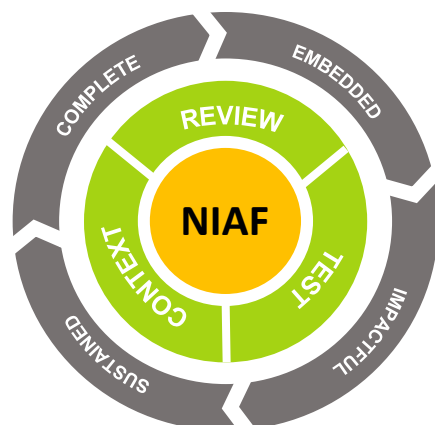 COMPLETE
EMBEDDED
REVIEW
NIAF
CONTEXT
TEST
SUSTAINED
IMPACTFUL